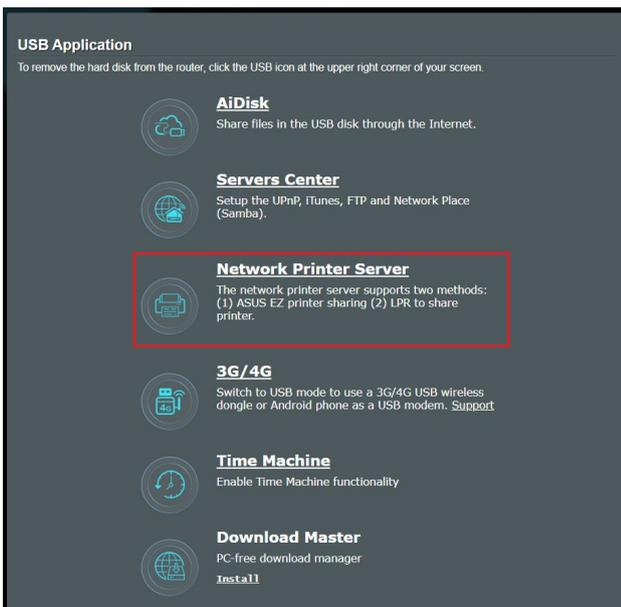 USB Application
To remove the hard disk from the router, click the USB icon at the upper right corner of your screen.
AiDisk
Share files in the USB disk through the Internet.
Servers Center
Setup the UPnP, iTunes, FTP and Network Place
(Samba).
Network Printer Server
The network printer server supports two methods:
(1) ASUS EZ printer sharing (2) LPR to share
printer.
3G/4G
Switch to USB mode to use a 3G/4G USB wireless
dongle or Android phone as a USB modem. Support
4G
Time Machine
Enable Time Machine functionality
Download Master
PC-free download manager
Install